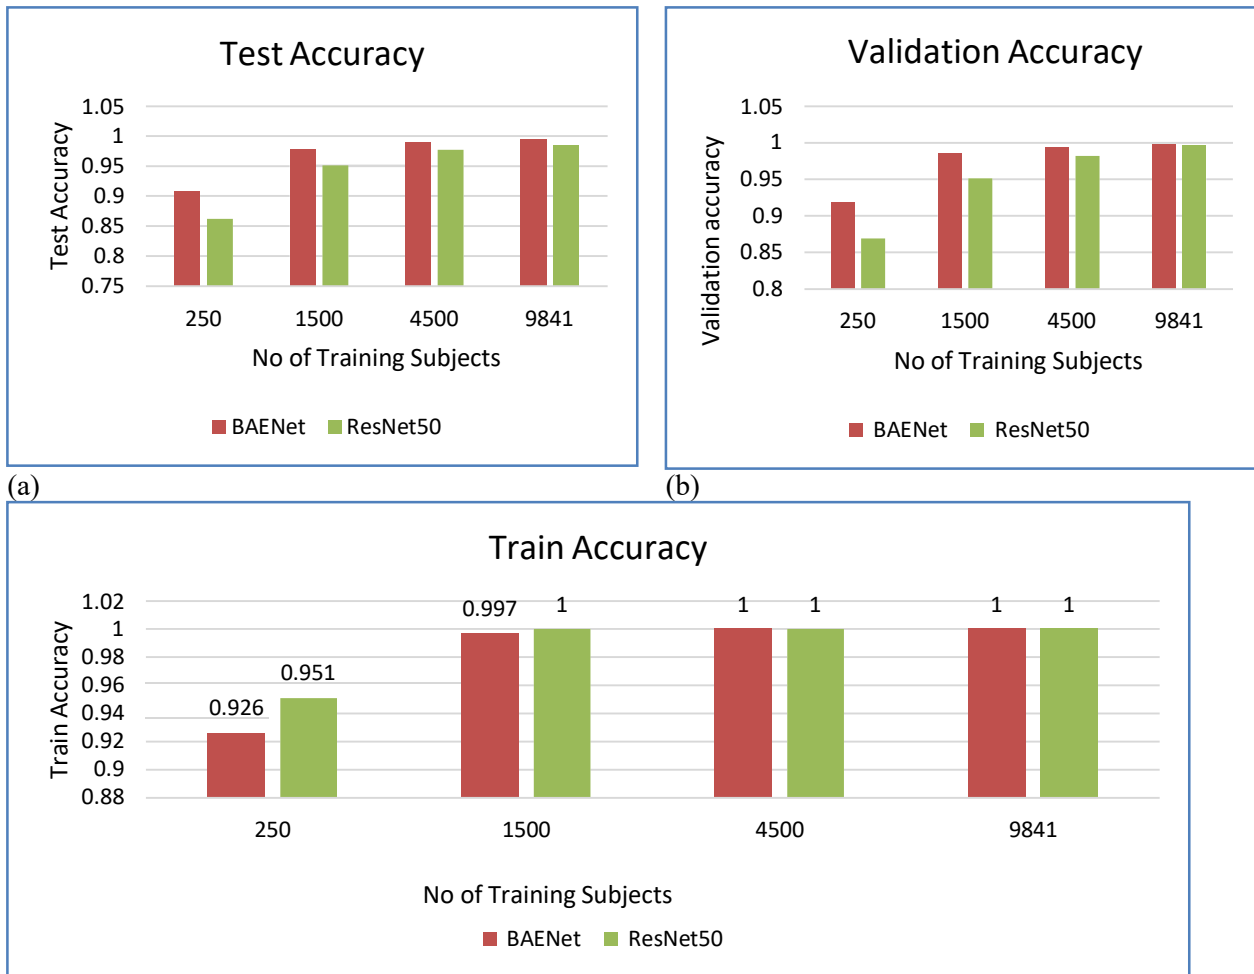 Test Accuracy
1.05
1
0.95
0.9
0.85
0.8
0.75
Test Accuracy
250 1500 4500 9841
No of Training Subjects
BAENet ResNet50
(a)
Validation Accuracy
1.05
1
0.95
0.9
0.85
0.8
Validation accuracy
250 1500 4500 9841
No of Training Subjects
BAENet ResNet50
(b)
Train Accuracy
1.02
1
0.98
0.96
0.94
0.92
0.9
0.88
Train Accuracy
0.926 0.951 0.997 1 1 1 1 1
250 1500 4500 9841
No of Training Subjects
BAENet ResNet50